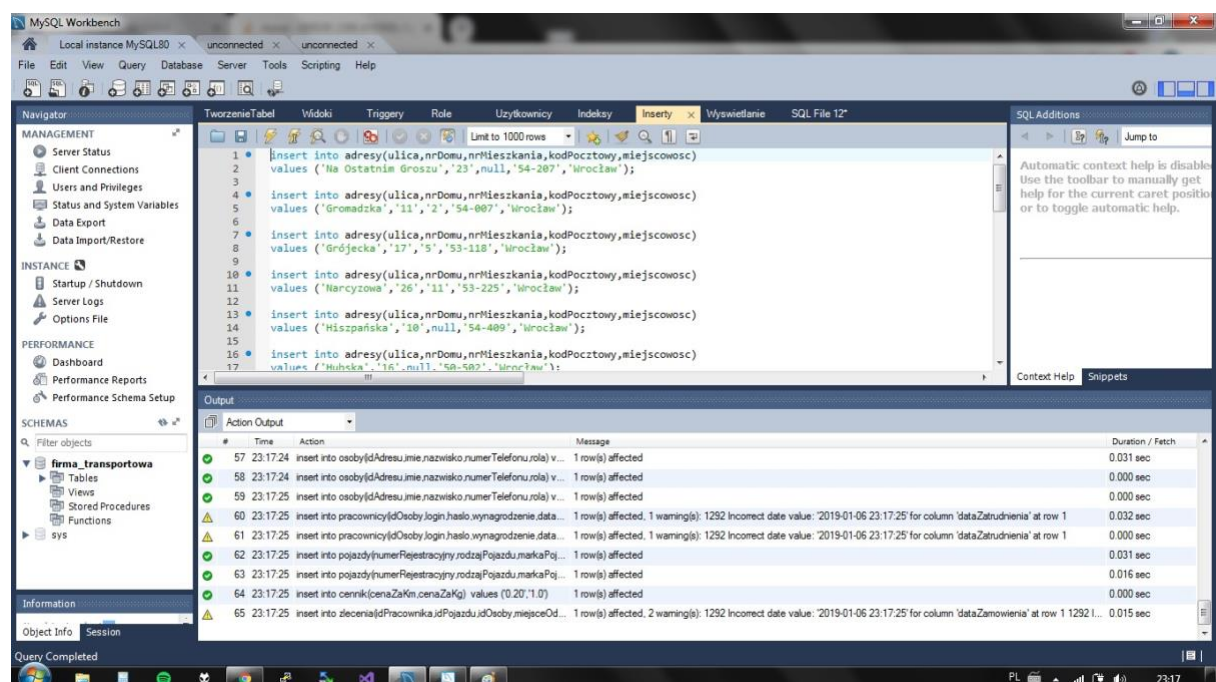 MySQL Workbench
Local instance MySQL80 × unconnected × unconnected ×
File Edit View Query Database Server Tools Scripting Help
Navigator
MANAGEMENT
Server Status
Client Connections
Users and Privileges
Status and System Variables
Data Export
Data Import/Restore
INSTANCE
Startup / Shutdown
Server Logs
Options File
PERFORMANCE
Dashboard
Performance Reports
Performance Schema Setup
SCHEMAS
Filter objects
firma_transportowa
Tables
Views
Stored Procedures
Functions
sys
Information
Object Info Session
TworzenieTabel Widoki Triggery Role Uzytkownicy Indeksy Inserty × Wyswietlanie SQL File 12*
Limit to 1000 rows
1 insert into adresy(ulica,nrDomu,nrMieszkania,kodPocztowy,miejscowosc)
2 values ('Na Ostatnim Groszu','23',null,'54-207','Wrocław');
3
4 insert into adresy(ulica,nrDomu,nrMieszkania,kodPocztowy,miejscowosc)
5 values ('Gromadzka','11','2','54-007','Wrocław');
6
7 insert into adresy(ulica,nrDomu,nrMieszkania,kodPocztowy,miejscowosc)
8 values ('Grójecka','17','5','53-118','Wrocław');
9
10 insert into adresy(ulica,nrDomu,nrMieszkania,kodPocztowy,miejscowosc)
11 values ('Narcyzowa','26','11','53-225','Wrocław');
12
13 insert into adresy(ulica,nrDomu,nrMieszkania,kodPocztowy,miejscowosc)
14 values ('Hiszpańska','10',null,'54-409','Wrocław');
15
16 insert into adresy(ulica,nrDomu,nrMieszkania,kodPocztowy,miejscowosc)
17 values ('Hubska','16',null,'50-502','Wrocław');
SQL Additions
Jump to
Automatic context help is disable
Use the toolbar to manually get
help for the current caret positio
or to toggle automatic help.
Context Help Snippets
Output
Action Output
# Time Action Message Duration / Fetch
57 23:17:24 insert into osoby(idAdresu,imie,nazwisko,numerTelefonu,rola) v... 1 row(s) affected 0.031 sec
58 23:17:24 insert into osoby(idAdresu,imie,nazwisko,numerTelefonu,rola) v... 1 row(s) affected 0.000 sec
59 23:17:25 insert into osoby(idAdresu,imie,nazwisko,numerTelefonu,rola) v... 1 row(s) affected 0.000 sec
60 23:17:25 insert into pracownicy(idOsoby,login,haslo,wynagrodzenie,data... 1 row(s) affected, 1 warning(s): 1292 Incorrect date value: '2019-01-06 23:17:25' for column 'dataZatrudnienia' at row 1 0.032 sec
61 23:17:25 insert into pracownicy(idOsoby,login,haslo,wynagrodzenie,data... 1 row(s) affected, 1 warning(s): 1292 Incorrect date value: '2019-01-06 23:17:25' for column 'dataZatrudnienia' at row 1 0.000 sec
62 23:17:25 insert into pojazdy(numerRejestracyjny,rodzajPojazdu,markaPoj... 1 row(s) affected 0.031 sec
63 23:17:25 insert into pojazdy(numerRejestracyjny,rodzajPojazdu,markaPoj... 1 row(s) affected 0.016 sec
64 23:17:25 insert into cennik(cenaZaKm,cenaZaKg) values ('0.20','1.0') 1 row(s) affected 0.000 sec
65 23:17:25 insert into zlecenia(idPracownika,idPojazdu,idOsoby,miejsceOd... 1 row(s) affected, 2 warning(s): 1292 Incorrect date value: '2019-01-06 23:17:25' for column 'dataZamowienia' at row 1 1292 I... 0.015 sec
Query Completed
PL 23:17